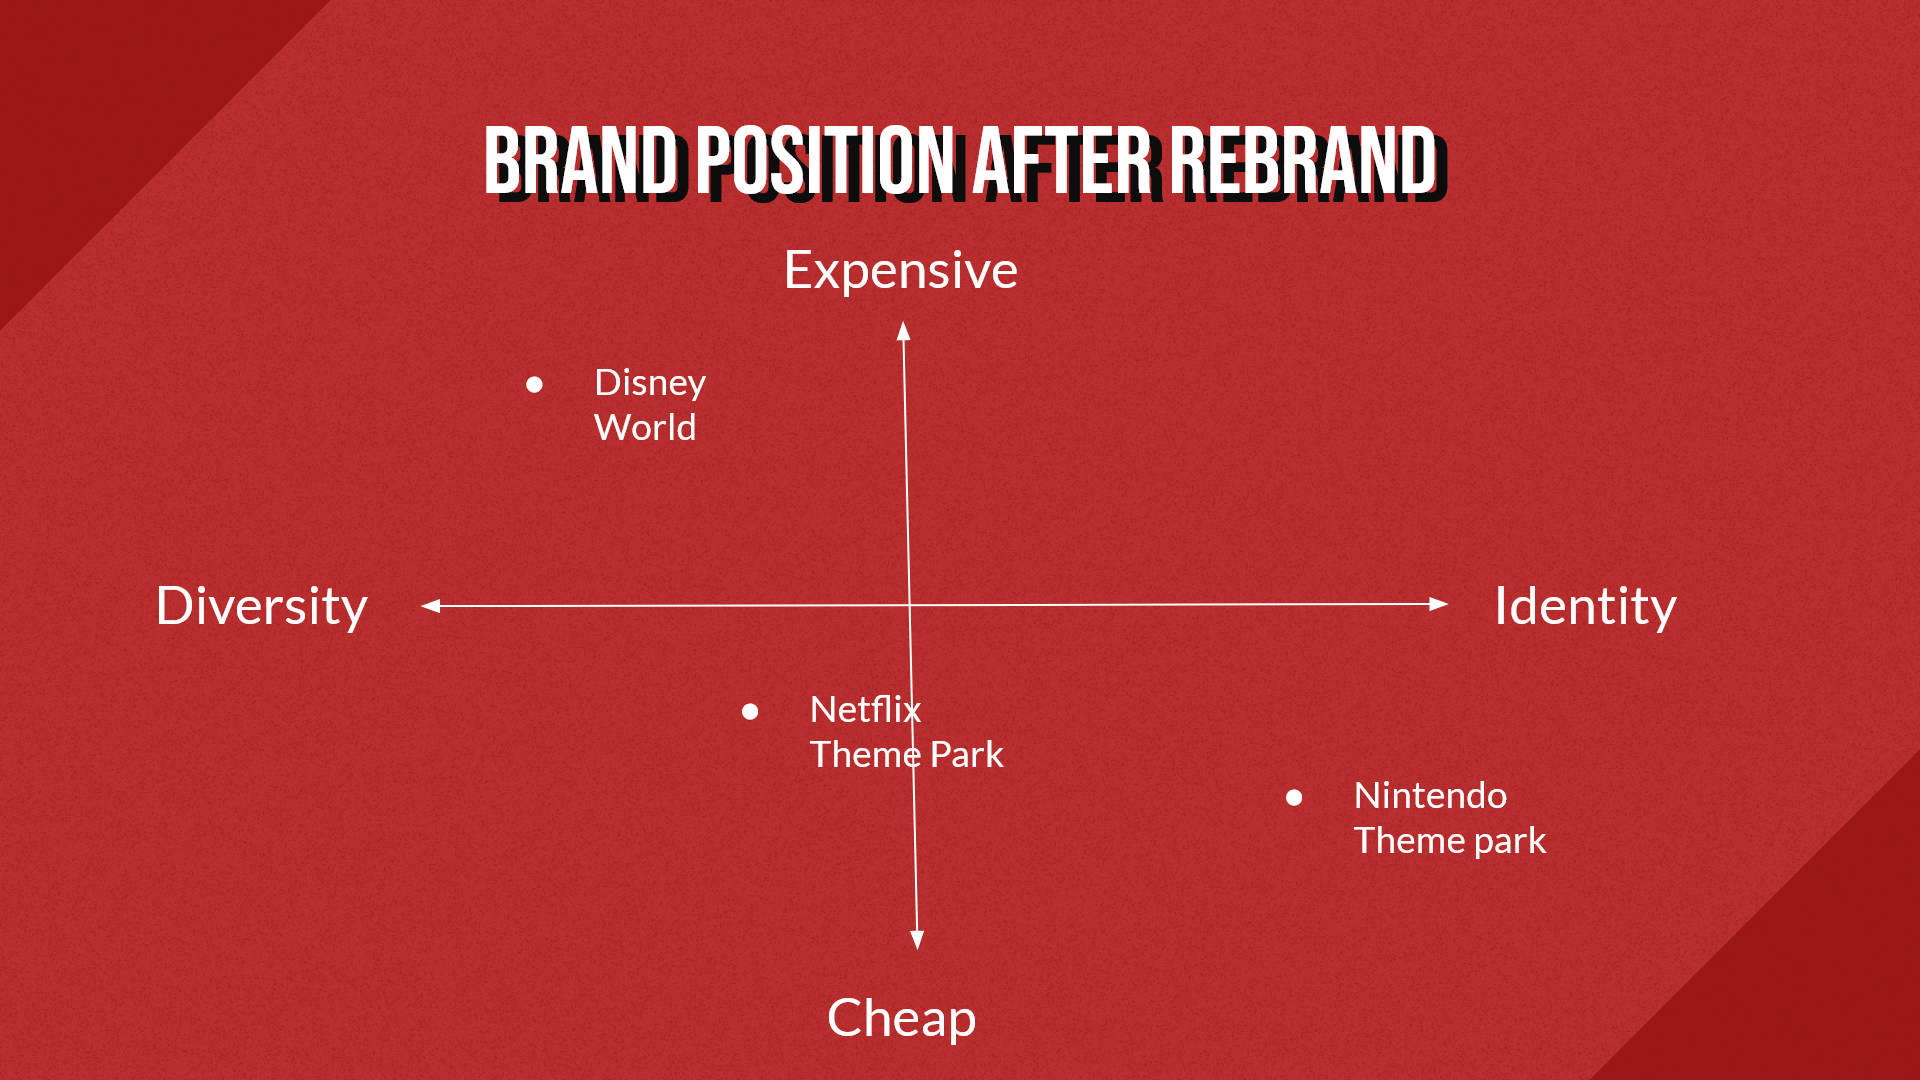 BRAND POSITION AFTER REBRAND
Expensive
● Disney
World
Diversity
Identity
● Netflix
Theme Park
● Nintendo
Theme park
Cheap